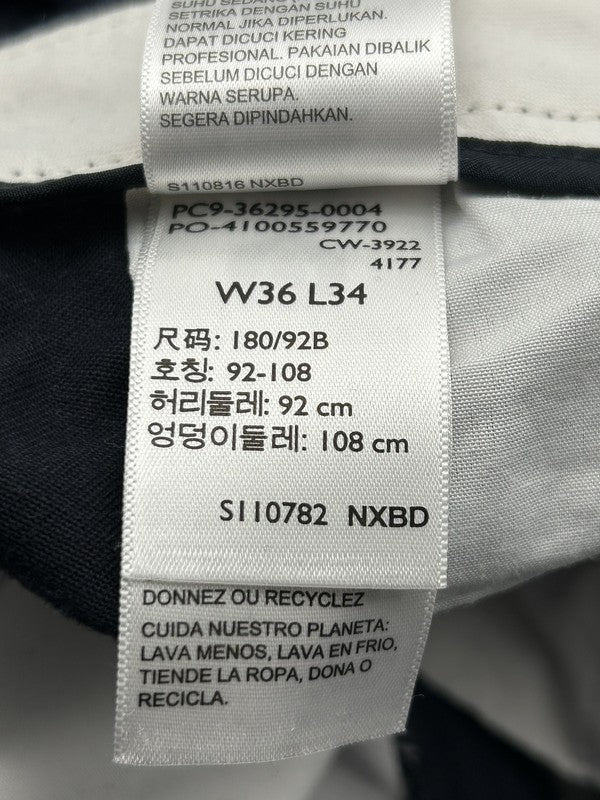 SUHU SEDANG.
SETRIKA DENGAN SUHU
NORMAL JIKA DIPERLUKAN.
DAPAT DICUCI KERING
PROFESIONAL. PAKAIAN DIBALIK
SEBELUM DICUCI DENGAN
WARNA SERUPA.
SEGERA DIPINDAHKAN.
S110816 NXBD
PC9-36295-0004
PO-4100559770
CW-3922
4177
W36 L34
尺码: 180/92B
호칭: 92-108
허리둘레: 92 cm
엉덩이둘레: 108 cm
S110782 NXBD
DONNEZ OU RECYCLEZ
CUIDA NUESTRO PLANETA:
LAVA MENOS, LAVA EN FRIO,
TIENDE LA ROPA, DONA O
RECICLA.